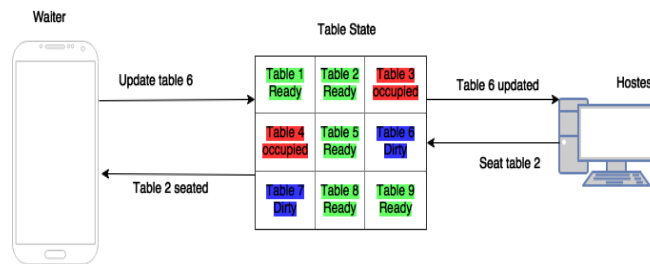 Waiter
Table State
Hostes
Update table 6
Table 1
Ready
Table 2
Ready
Table 3
occupied
Table 6 updated
Table 4
occupied
Table 5
Ready
Table 6
Dirty
Seat table 2
Table 2 seated
Table 7
Dirty
Table 8
Ready
Table 9
Ready